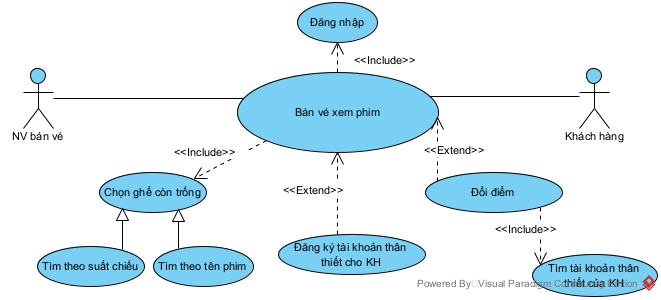 Đăng nhập
<<Include>>
Bán vé xem phim
NV bán vé
Khách hàng
<<Include>>
<<Extend>>
<<Extend>>
Chọn ghế còn trống
Đổi điểm
<<Include>>
Đăng ký tài khoản thân
thiết cho KH
Tìm theo suất chiếu
Tìm theo tên phim
Tìm tài khoản thân
thiết của KH
Powered By Visual Paradigm